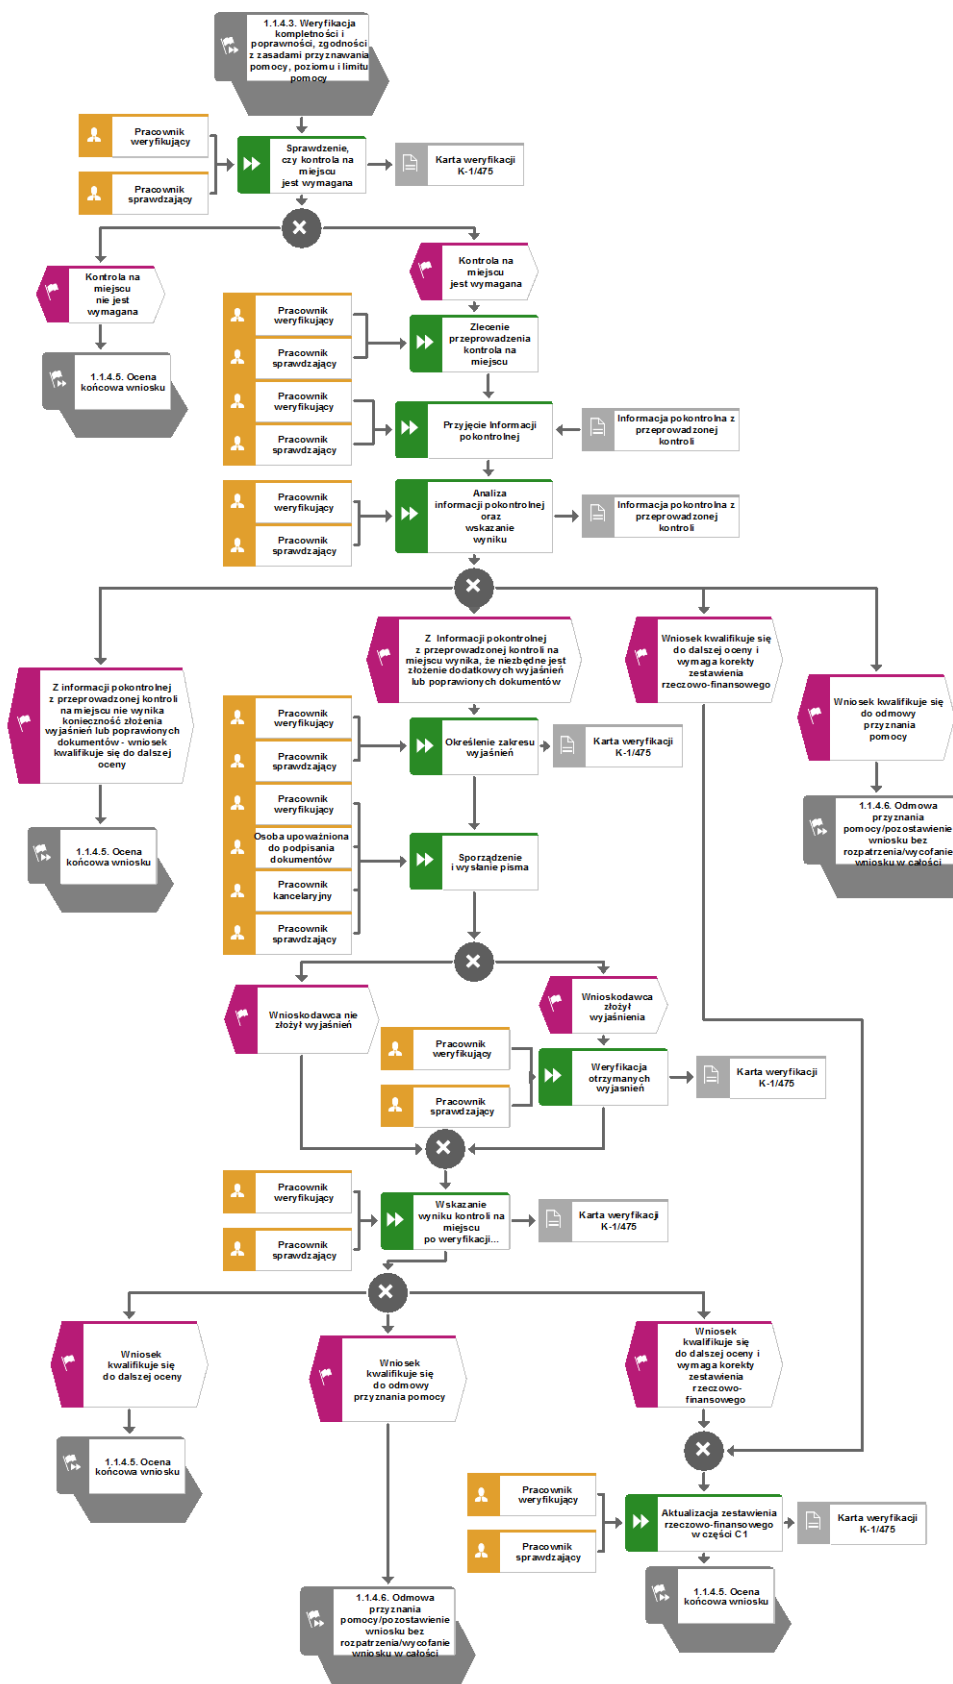 1.1.4.3. Weryfikacja
kompletności i
poprawności, zgodności
z zasadami przyznawania
pomocy, poziomu i limitu
pomocy
Pracownik
weryfikujący
Pracownik
sprawdzający
Sprawdzenie,
czy kontrola na
miejscu
jest wymagana
Karta weryfikacji
K-1/475
Kontrola na
miejscu
nie jest
wymagana
Kontrola na
miejscu
jest wymagana
1.1.4.5. Ocena
końcowa wniosku
Pracownik
weryfikujący
Pracownik
sprawdzający
Zlecenie
przeprowadzenia
kontrola na
miejscu
Pracownik
weryfikujący
Pracownik
sprawdzający
Przyjęcie Informacji
pokontrolnej
Informacja pokontrolna z
przeprowadzonej
kontroli
Pracownik
weryfikujący
Pracownik
sprawdzający
Analiza
informacji pokontrolnej
oraz
wskazanie
wyniku
Informacja pokontrolna z
przeprowadzonej
kontroli
Z informacji pokontrolnej
z przeprowadzonej kontroli
na miejscu nie wynika
konieczność złożenia
wyjaśnień lub poprawionych
dokumentów - wniosek
kwalifikuje się do dalszej
oceny
Z Informacji pokontrolnej
z przeprowadzonej kontroli na
miejscu wynika, że niezbędne jest
złożenie dodatkowych wyjaśnień
lub poprawionych dokumentów
Wniosek kwalifikuje się
do dalszej oceny i
wymaga korekty
zestawienia
rzeczowo-finansowego
Wniosek kwalifikuje się
do odmowy
przyznania
pomocy
1.1.4.5. Ocena
końcowa wniosku
Pracownik
weryfikujący
Pracownik
sprawdzający
Określenie zakresu
wyjaśnień
Karta weryfikacji
K-1/475
1.1.4.6. Odmowa
przyznania
pomocy/pozostawienie
wniosku bez
rozpatrzenia/wycofanie
wniosku w całości
Pracownik
weryfikujący
Osoba upoważniona
do podpisania
dokumentów
Pracownik
kancelaryjny
Pracownik
sprawdzający
Sporządzenie
i wysłanie pisma
Wnioskodawca nie
złożył wyjaśnień
Wnioskodawca
złożył
wyjaśnienia
Pracownik
weryfikujący
Pracownik
sprawdzający
Weryfikacja
otrzymanych
wyjasnień
Karta weryfikacji
K-1/475
Pracownik
weryfikujący
Pracownik
sprawdzający
Wskazanie
wyniku kontroli na
miejscu
po weryfikacji...
Karta weryfikacji
K-1/475
Wniosek
kwalifikuje się
do dalszej oceny
Wniosek
kwalifikuje się
do odmowy
przyznania pomocy
Wniosek
kwalifikuje się
do dalszej oceny i
wymaga korekty
zestawienia
rzeczowo-
finansowego
1.1.4.5. Ocena
końcowa wniosku
Pracownik
weryfikujący
Pracownik
sprawdzający
Aktualizacja zestawienia
rzeczowo-finansowego
w części C1
Karta weryfikacji
K-1/475
1.1.4.6. Odmowa
przyznania
pomocy/pozostawienie
wniosku bez
rozpatrzenia/wycofanie
wniosku w całości
1.1.4.5. Ocena
końcowa wniosku